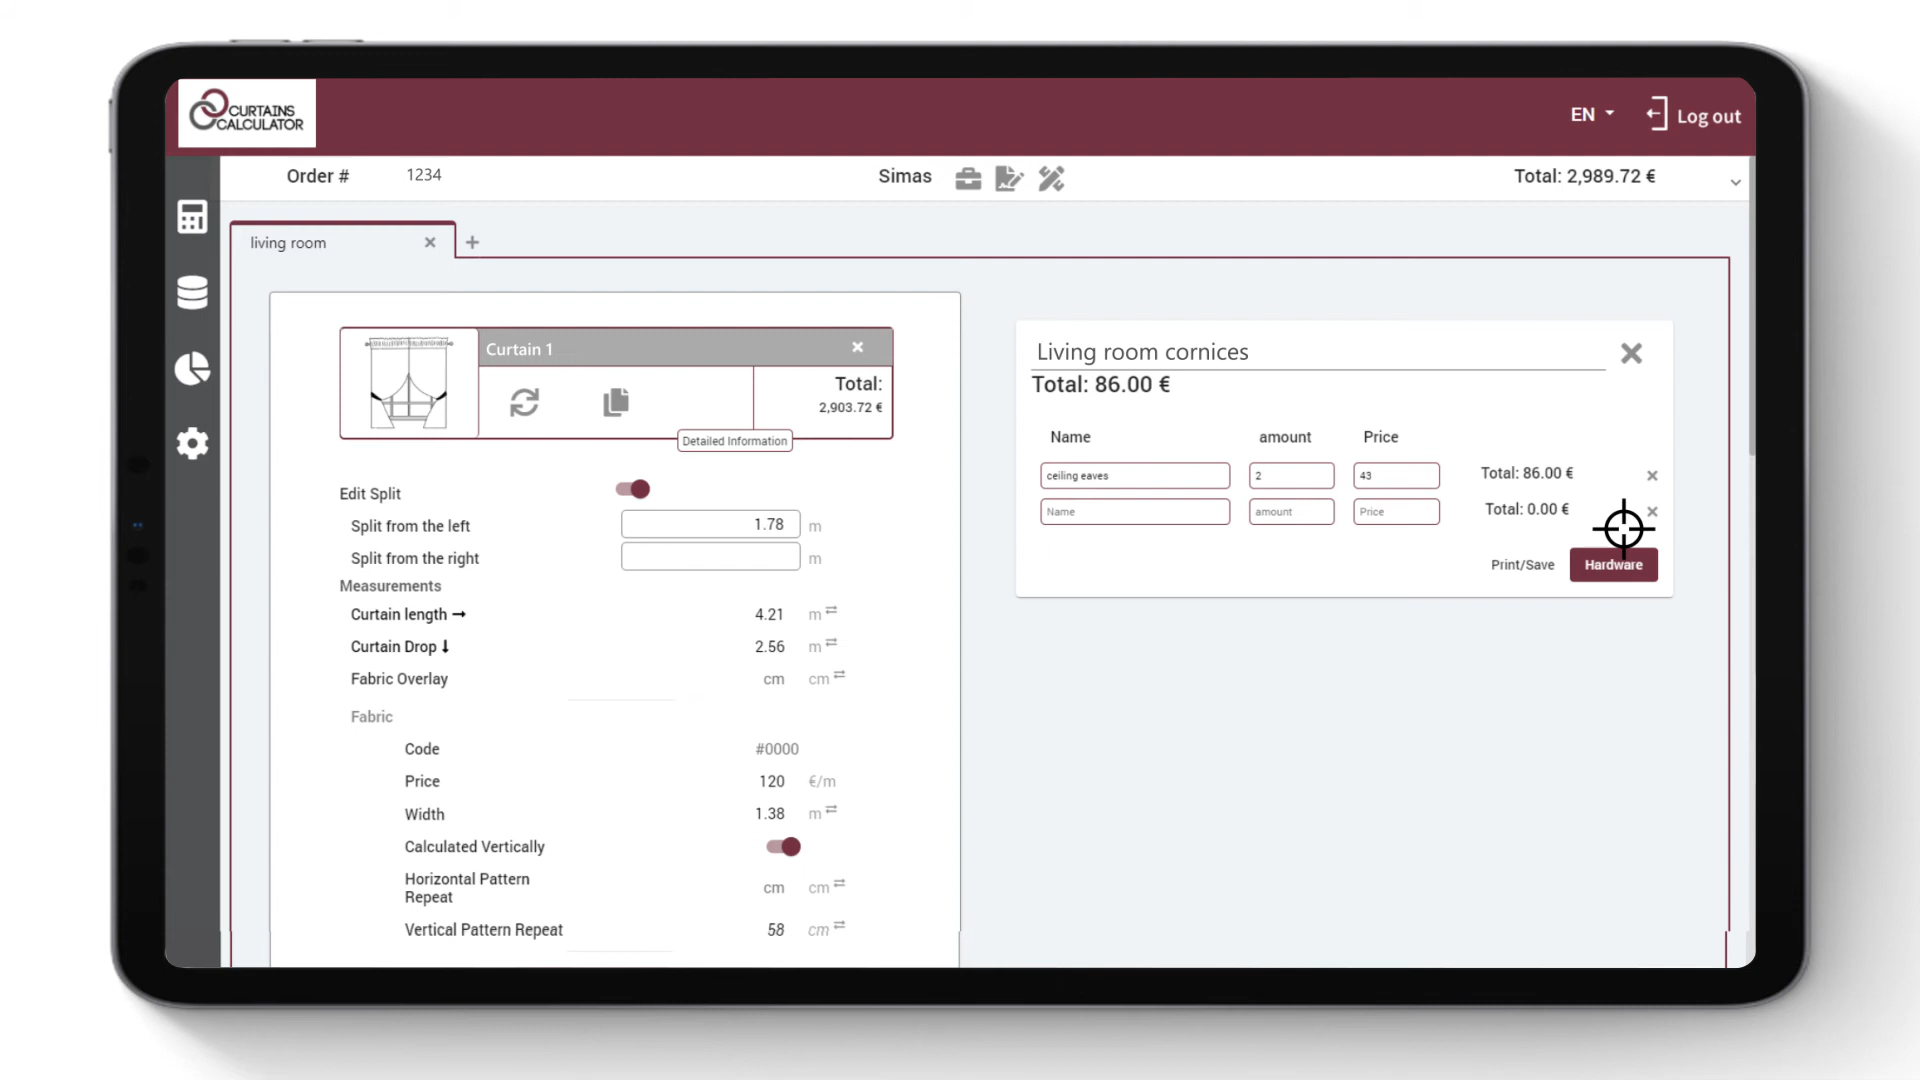 CURTAINS
CALCULATOR
EN
Log out
Order #
1234
Simas
Total: 2,989.72 €
living room
Curtain 1
Total:
2,903.72 €
Detailed Information
Edit Split
Split from the left
1.78 m
Split from the right
m
Measurements
Curtain length
4.21 m
Curtain Drop
2.56 m
Fabric Overlay
cm cm
Fabric
Code
#0000
Price
120 €/m
Width
1.38 m
Calculated Vertically
Horizontal Pattern
Repeat
cm cm
Vertical Pattern Repeat
58 cm
Living room cornices
Total: 86.00 €
Name amount Price
ceiling eaves 2 43 Total: 86.00 €
Name amount Price Total: 0.00 €
Print/Save Hardware